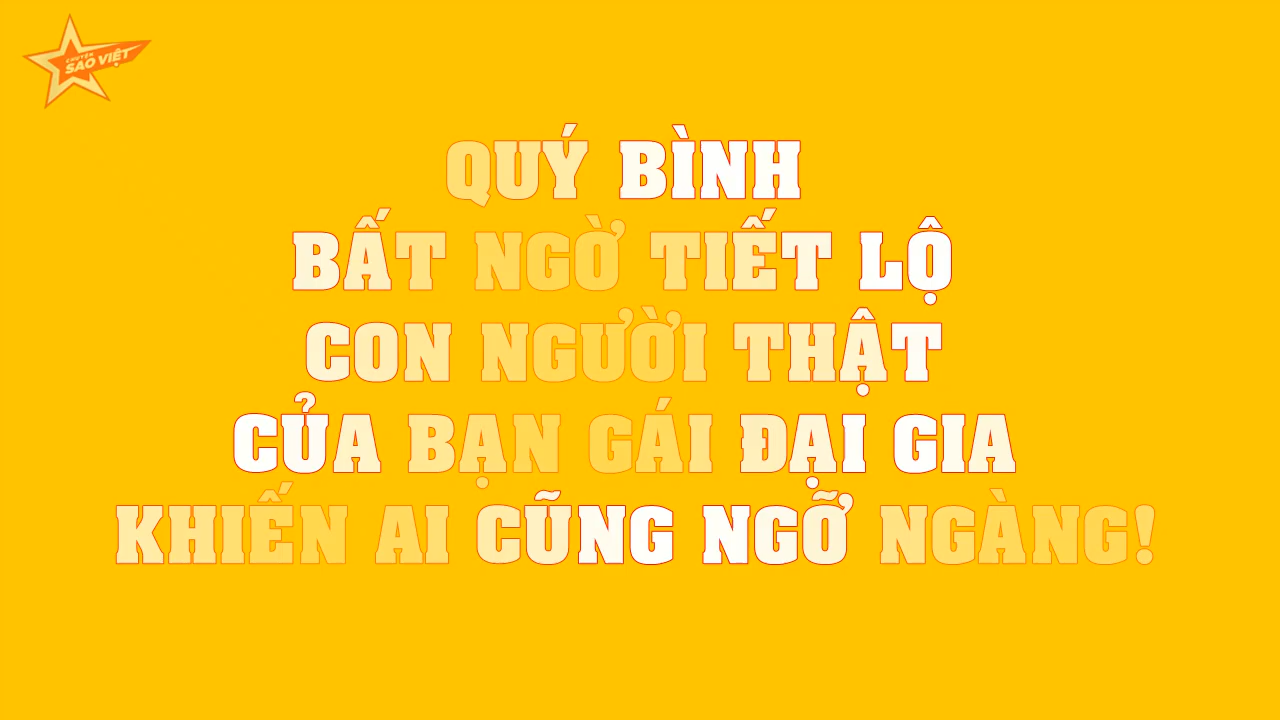 CHUYỆN
SAO VIỆT
QUÝ BÌNH
BẤT NGỜ TIẾT LỘ
CON NGƯỜI THẬT
CỦA BẠN GÁI ĐẠI GIA
KHIẾN AI CŨNG NGỠ NGÀNG!